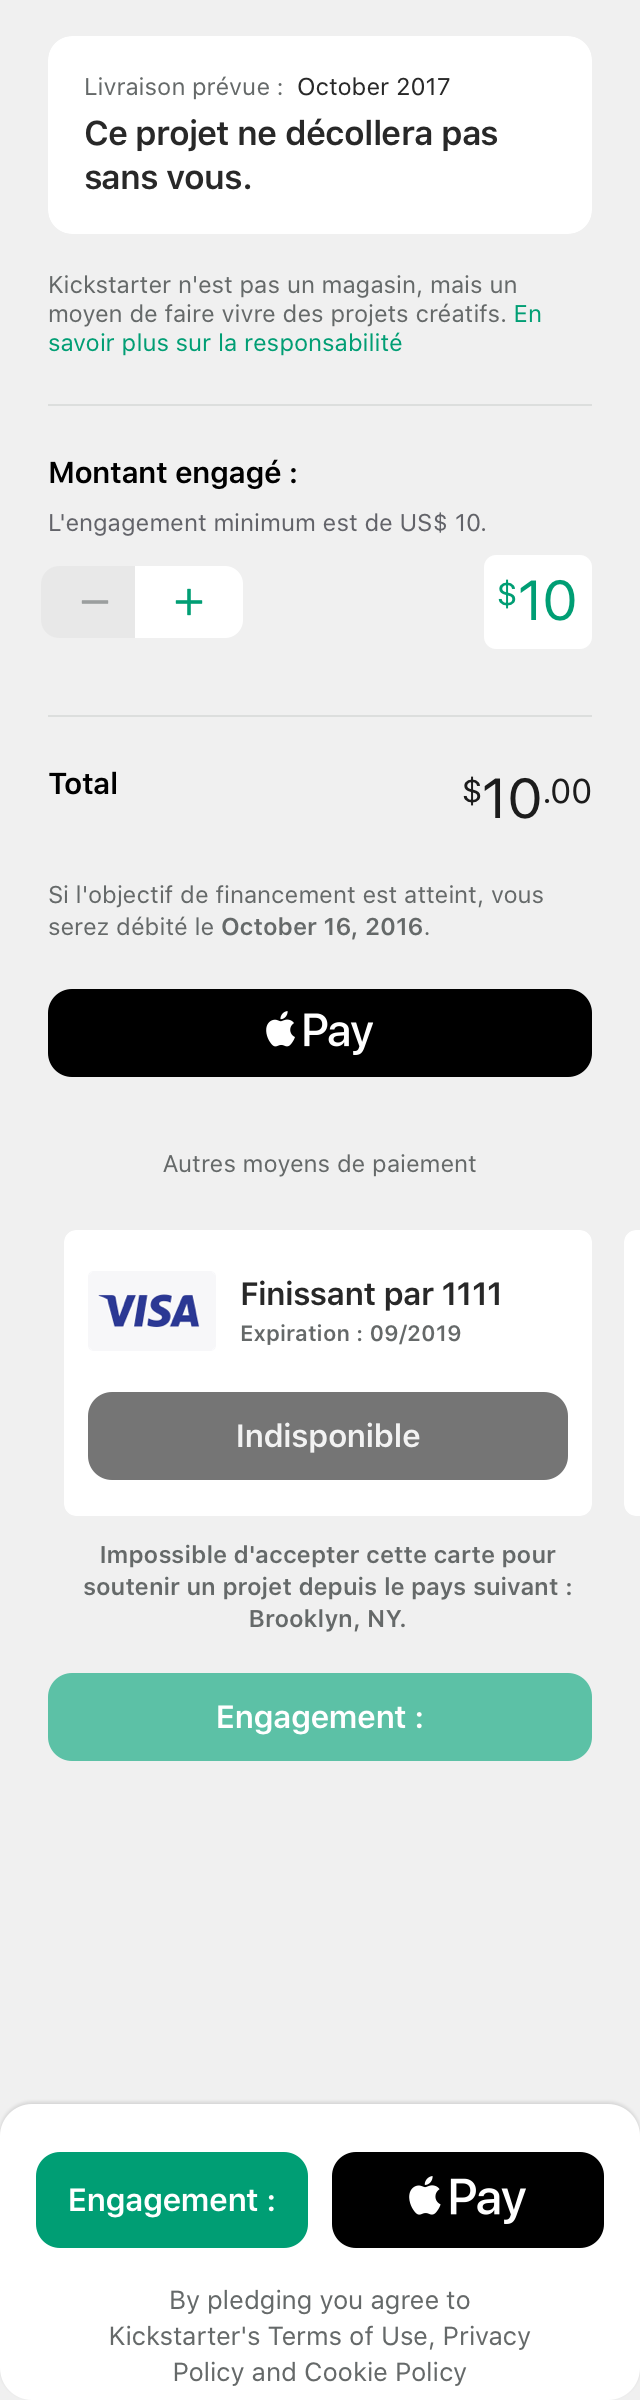 Livraison prévue : October 2017
Ce projet ne décollera pas
sans vous.
Kickstarter n'est pas un magasin, mais un
moyen de faire vivre des projets créatifs. En
savoir plus sur la responsabilité
Montant engagé :
L'engagement minimum est de US$ 10.
− + $10
Total $10.00
Si l'objectif de financement est atteint, vous
serez débité le October 16, 2016.
Pay
Autres moyens de paiement
VISA
Finissant par 1111
Expiration : 09/2019
Indisponible
Impossible d'accepter cette carte pour
soutenir un projet depuis le pays suivant :
Brooklyn, NY.
Engagement :
Engagement : Pay
By pledging you agree to
Kickstarter's Terms of Use, Privacy
Policy and Cookie Policy